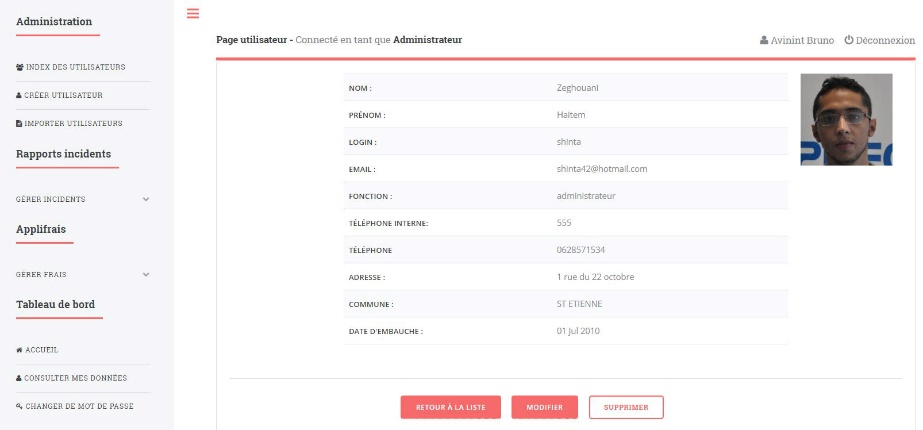 Administration
INDEX DES UTILISATEURS
CRÉER UTILISATEUR
IMPORTER UTILISATEURS
Rapports incidents
GÉRER INCIDENTS
Applifrais
GÉRER FRAIS
Tableau de bord
ACCUEIL
CONSULTER MES DONNÉES
CHANGER DE MOT DE PASSE
Page utilisateur - Connecté en tant que Administrateur
Avinint Bruno Déconnexion
NOM : Zeghouani
PRÉNOM : Haitem
LOGIN : shinta
EMAIL : shinta42@hotmail.com
FONCTION : administrateur
TÉLÉPHONE INTERNE: 555
TÉLÉPHONE 0628571534
ADRESSE : 1 rue du 22 octobre
COMMUNE : ST ETIENNE
DATE D'EMBAUCHE : 01 Jul 2010
RETOUR À LA LISTE MODIFIER SUPPRIMER